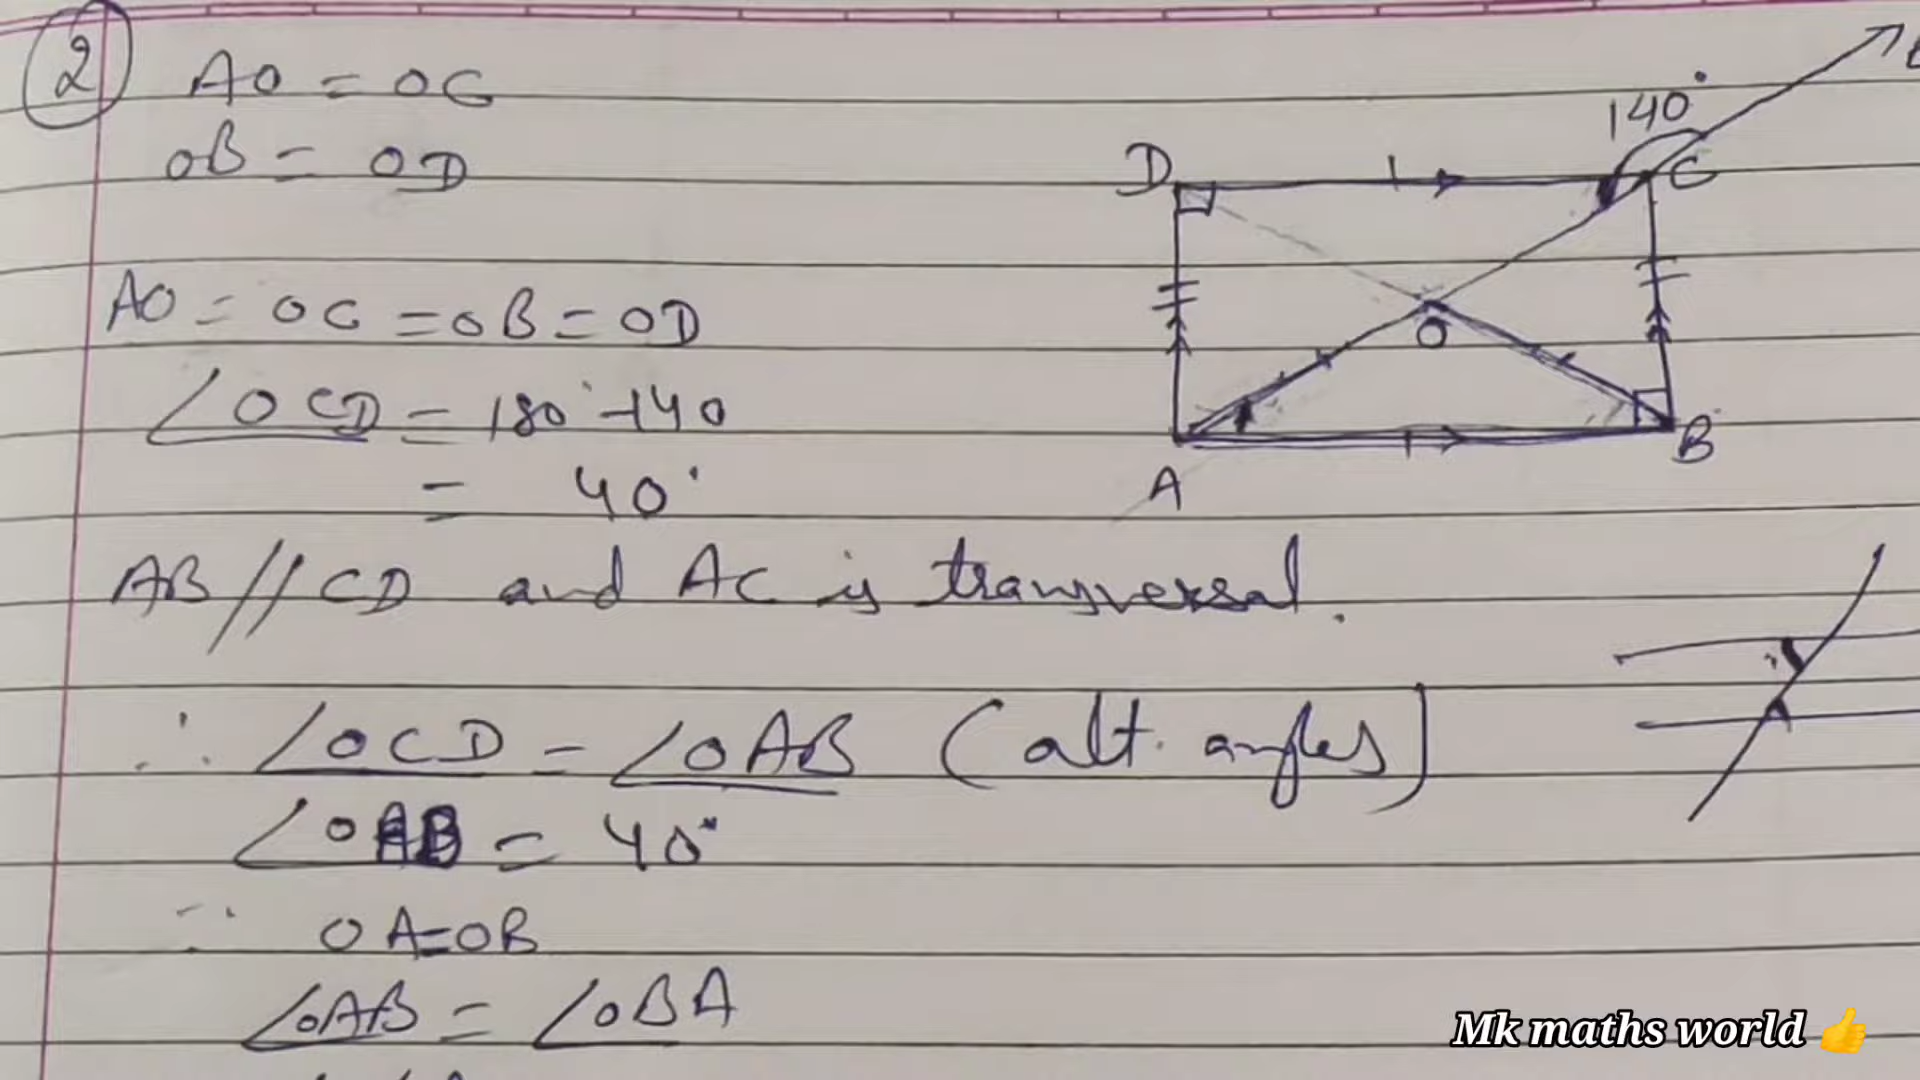 2
AO = OC
OB = OD
AO = OC = OB = OD
∠OCD = 180° - 140
= 40°
AB // CD and AC is transversal.
∴ ∠OCD = ∠OAB (alt. angles)
∠OAB = 40°
∵ OA = OB
∠OAB = ∠OBA
140°
D
C
O
A
B
Mk maths world 👍